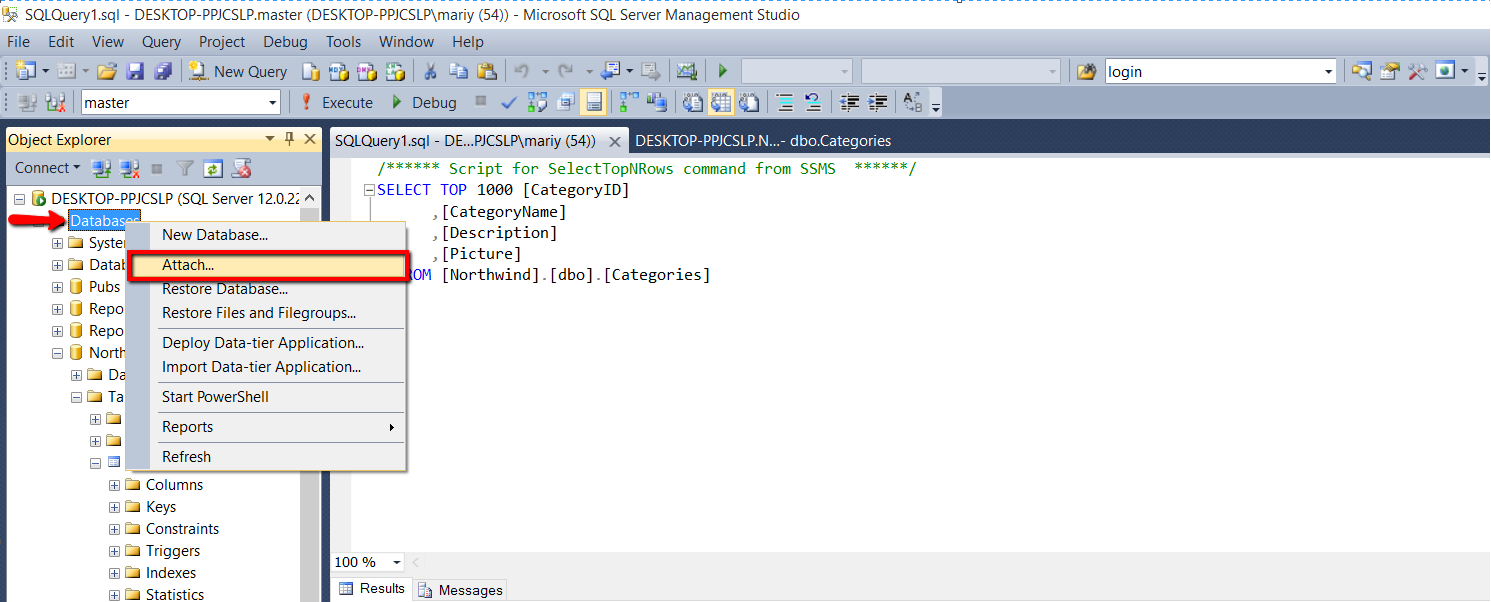 SQLQuery1.sql - DESKTOP-PPJCSLP.master (DESKTOP-PPJCSLP\mariy (54)) - Microsoft SQL Server Management Studio
File Edit View Query Project Debug Tools Window Help
New Query login
master Execute Debug
Object Explorer
SQLQuery1.sql - DE...PJCSLP\mariy (54))
DESKTOP-PPJCSLP.N...- dbo.Categories
Connect
DESKTOP-PPJCSLP (SQL Server 12.0.22
Databases
Syster
Datab
Pubs
Repo
Repo
North
Da
Ta
Columns
Keys
Constraints
Triggers
Indexes
Statistics
New Database...
Attach...
Restore Database...
Restore Files and Filegroups...
Deploy Data-tier Application...
Import Data-tier Application...
Start PowerShell
Reports
Refresh
/****** Script for SelectTopNRows command from SSMS ******/
SELECT TOP 1000 [CategoryID]
,[CategoryName]
,[Description]
,[Picture]
OM [Northwind].[dbo].[Categories]
100 %
Results Messages